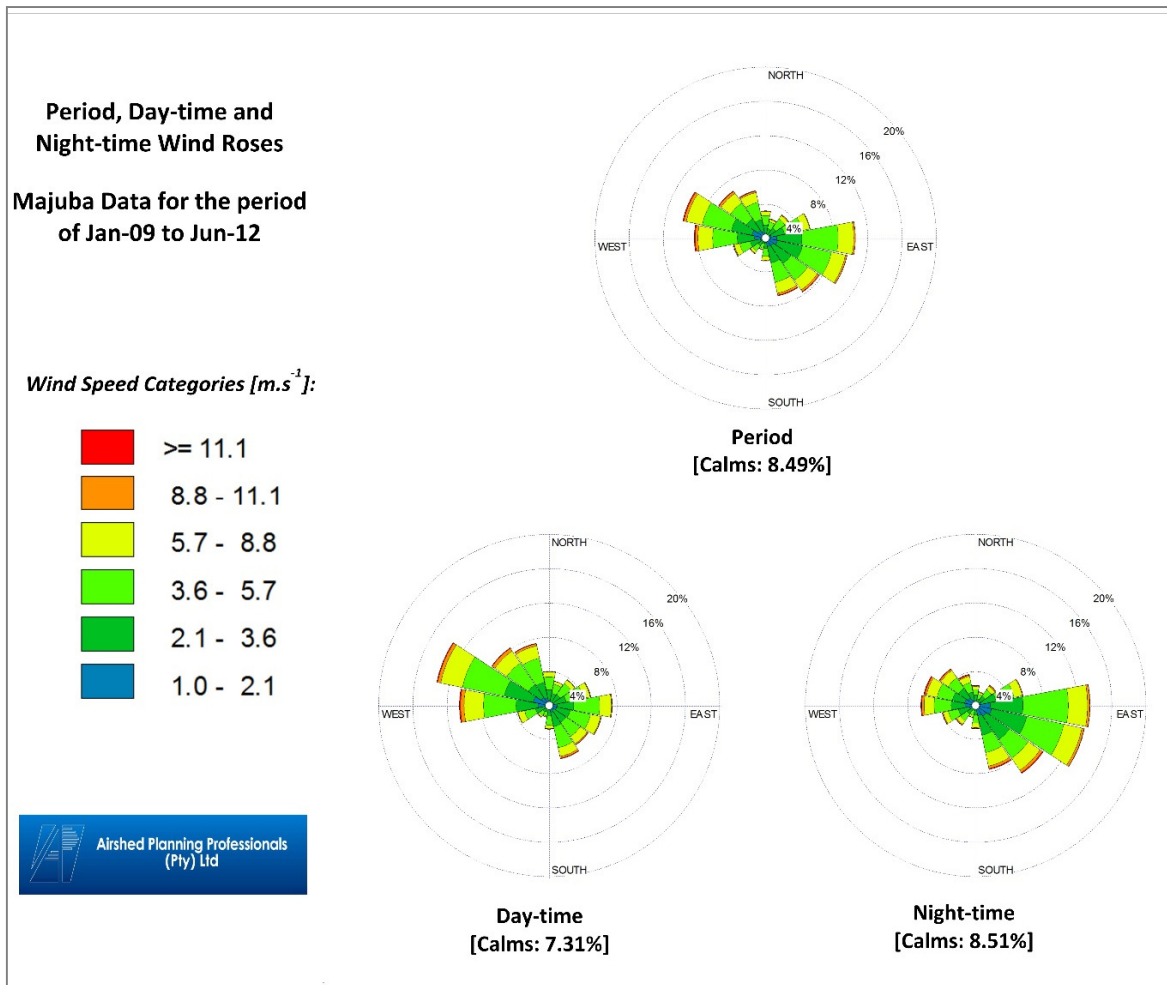 Period, Day-time and
Night-time Wind Roses
Majuba Data for the period
of Jan-09 to Jun-12
Wind Speed Categories [m.s-1]:
>= 11.1
8.8 - 11.1
5.7 - 8.8
3.6 - 5.7
2.1 - 3.6
1.0 - 2.1
Airshed Planning Professionals
(Pty) Ltd
NORTH
20%
16%
12%
8%
4%
WEST
EAST
SOUTH
Period
[Calms: 8.49%]
NORTH
20%
16%
12%
8%
4%
WEST
EAST
SOUTH
Day-time
[Calms: 7.31%]
NORTH
20%
16%
12%
8%
4%
WEST
EAST
SOUTH
Night-time
[Calms: 8.51%]